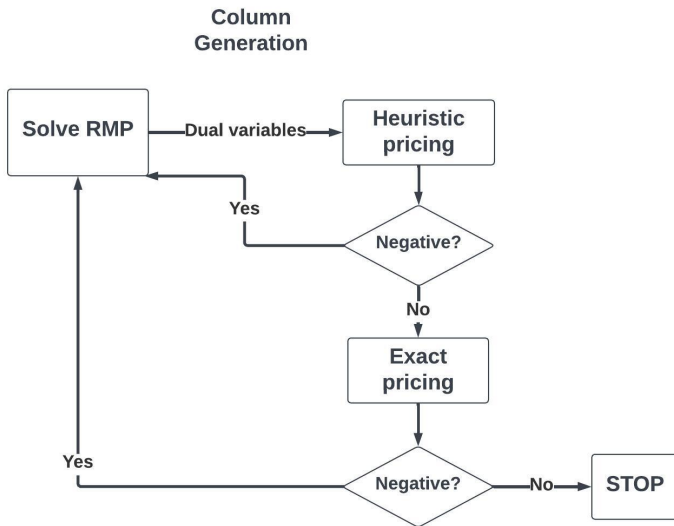 Column
Generation
Solve RMP
Dual variables
Heuristic
pricing
Yes
Negative?
No
Exact
pricing
Yes
Negative?
No
STOP